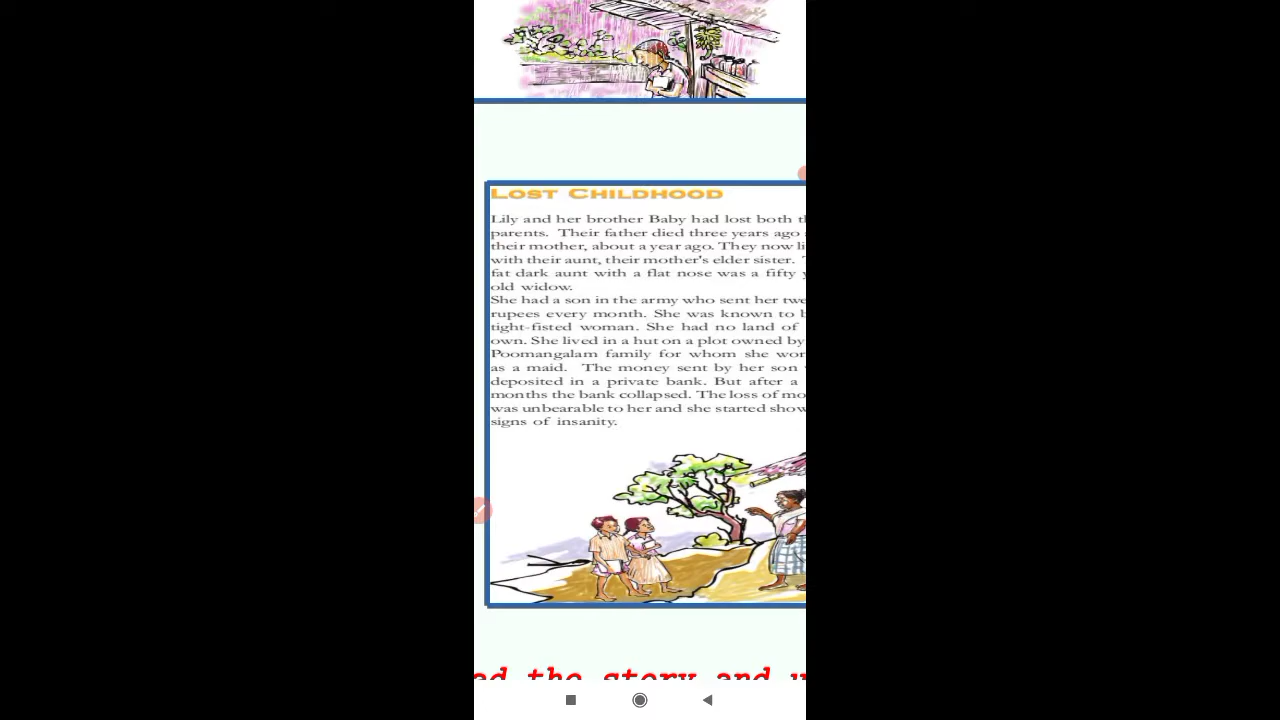 LOST CHILDHOOD
Lily and her brother Baby had lost both
parents. Their father died three years ago
their mother, about a year ago. They now
with their aunt, their mother's elder sister.
fat dark aunt with a flat nose was a fifty
old widow.
She had a son in the army who sent her
rupees every month. She was known to
tight-fisted woman. She had no land of
own. She lived in a hut on a plot owned by
Poomangalam family for whom she
as a maid. The money sent by her son
deposited in a private bank. But after a
months the bank collapsed. The loss of
was unbearable to her and she started
signs of insanity.
the story and